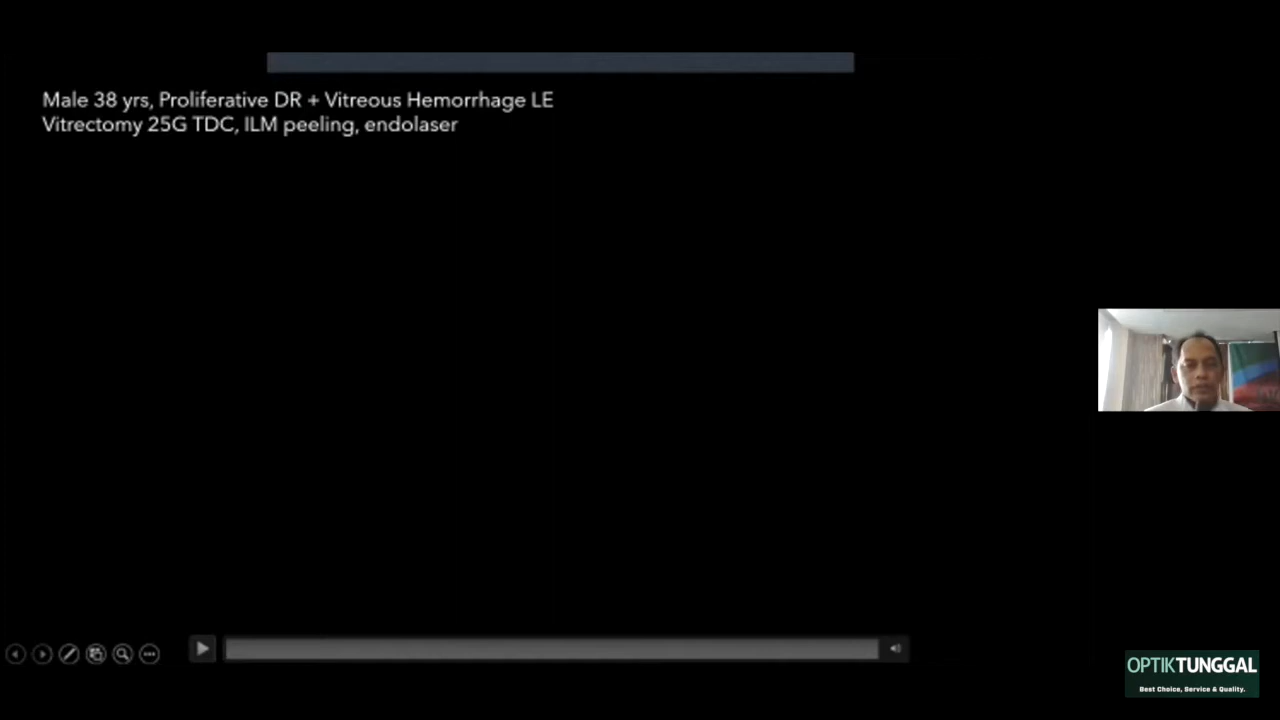 Male 38 yrs, Proliferative DR + Vitreous Hemorrhage LE
Vitrectomy 25G TDC, ILM peeling, endolaser
OPTIKTUNGGAL
Best Choice, Service & Quality.